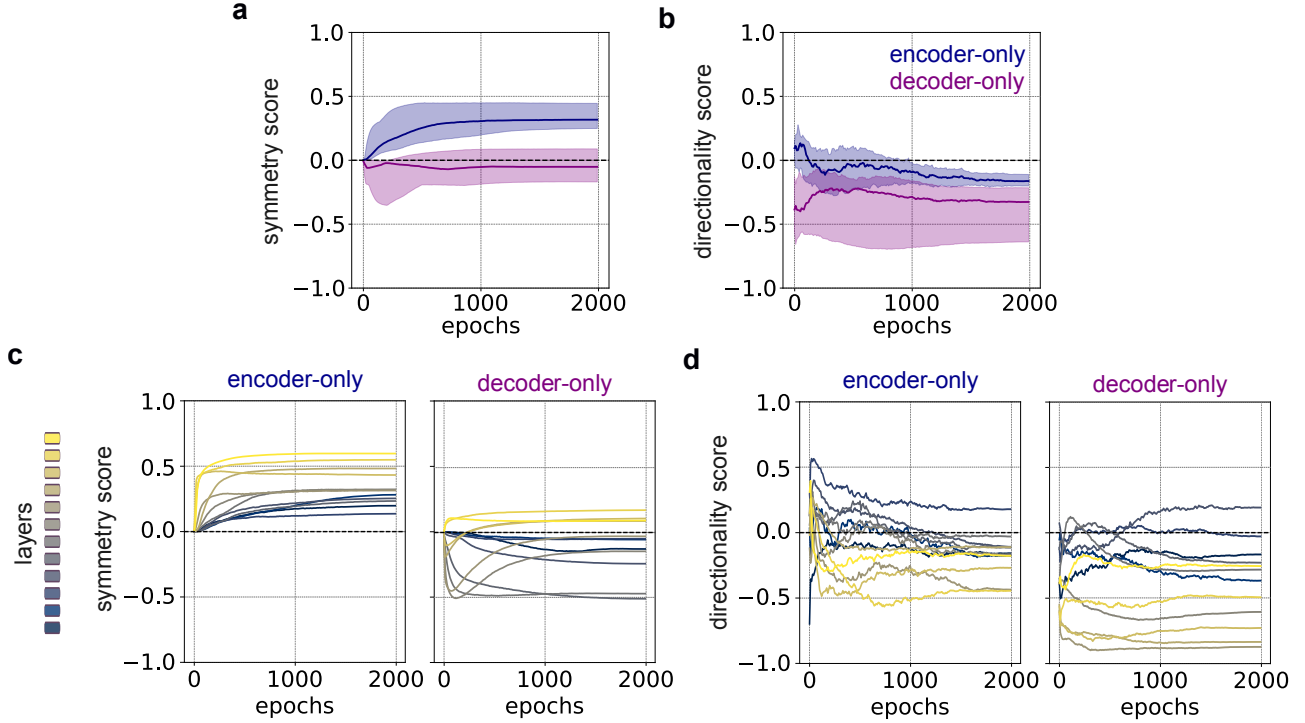 a
symmetry score
1.0
0.5
0.0
−0.5
−1.0
0
1000
2000
epochs
b
directionality score
1.0
0.5
0.0
−0.5
−1.0
encoder-only
decoder-only
0
1000
2000
epochs
c
layers
symmetry score
encoder-only
1.0
0.5
0.0
−0.5
−1.0
0
1000
2000
epochs
decoder-only
0
1000
2000
epochs
d
directionality score
encoder-only
1.0
0.5
0.0
−0.5
−1.0
0
1000
2000
epochs
decoder-only
0
1000
2000
epochs